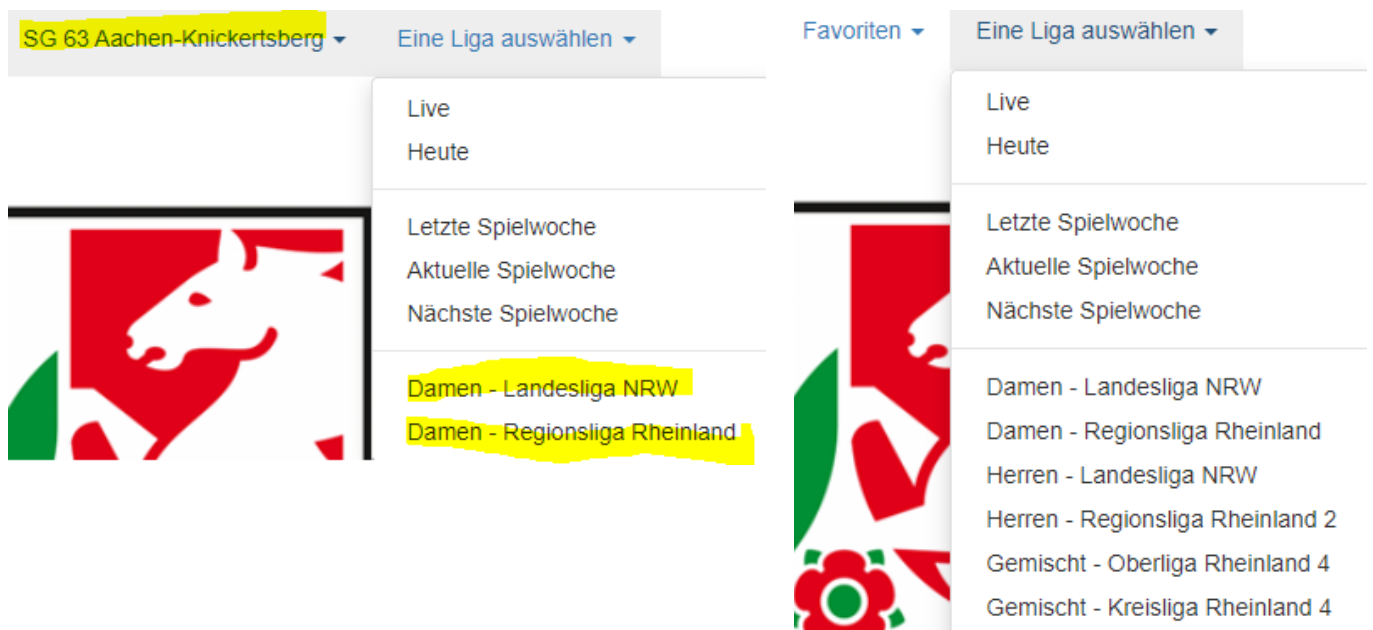 SG 63 Aachen-Knickertsberg
Eine Liga auswählen
Live
Heute
Letzte Spielwoche
Aktuelle Spielwoche
Nächste Spielwoche
Damen - Landesliga NRW
Damen - Regionsliga Rheinland
Favoriten
Eine Liga auswählen
Live
Heute
Letzte Spielwoche
Aktuelle Spielwoche
Nächste Spielwoche
Damen - Landesliga NRW
Damen - Regionsliga Rheinland
Herren - Landesliga NRW
Herren - Regionsliga Rheinland 2
Gemischt - Oberliga Rheinland 4
Gemischt - Kreisliga Rheinland 4